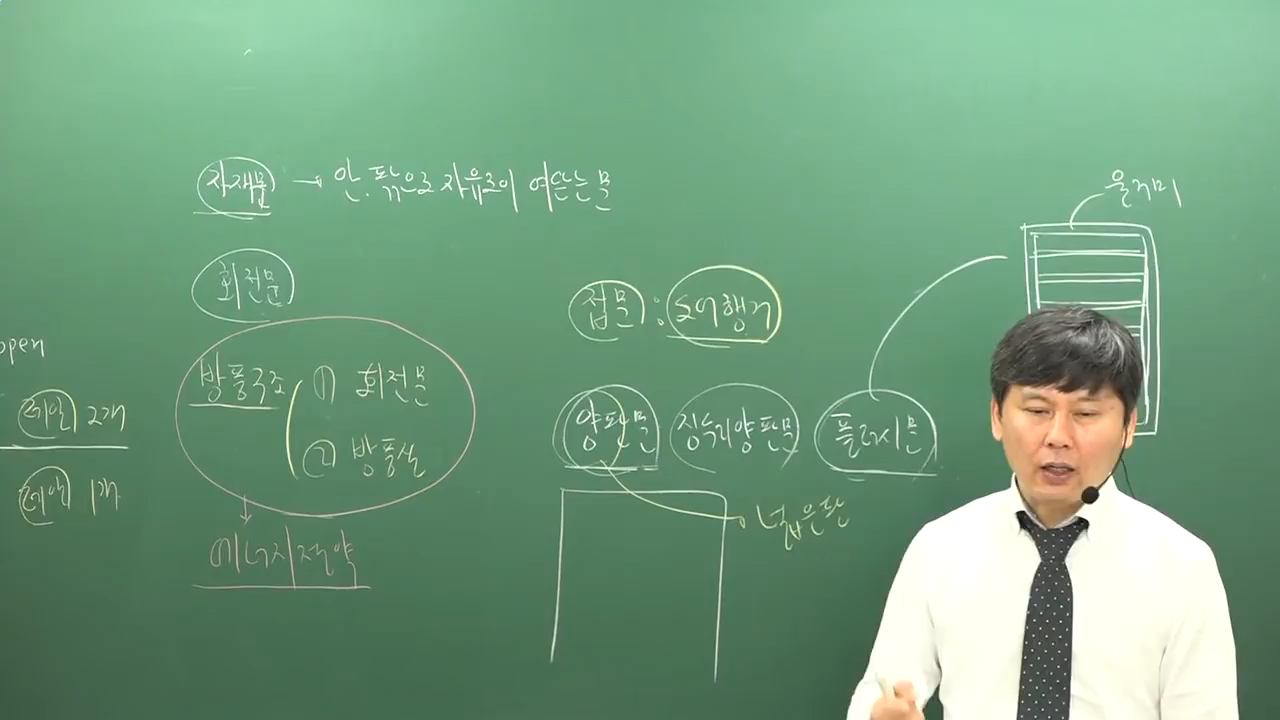 자재문 → 안.팎으로 자유로이 여닫는문
울거미
회전문
접문 : 도어행거
open
방풍구조 ① 회전문
② 방풍실
레일 2개
레일 1개
양판문 징두리양판문 플러시문
넓은판
에너지절약